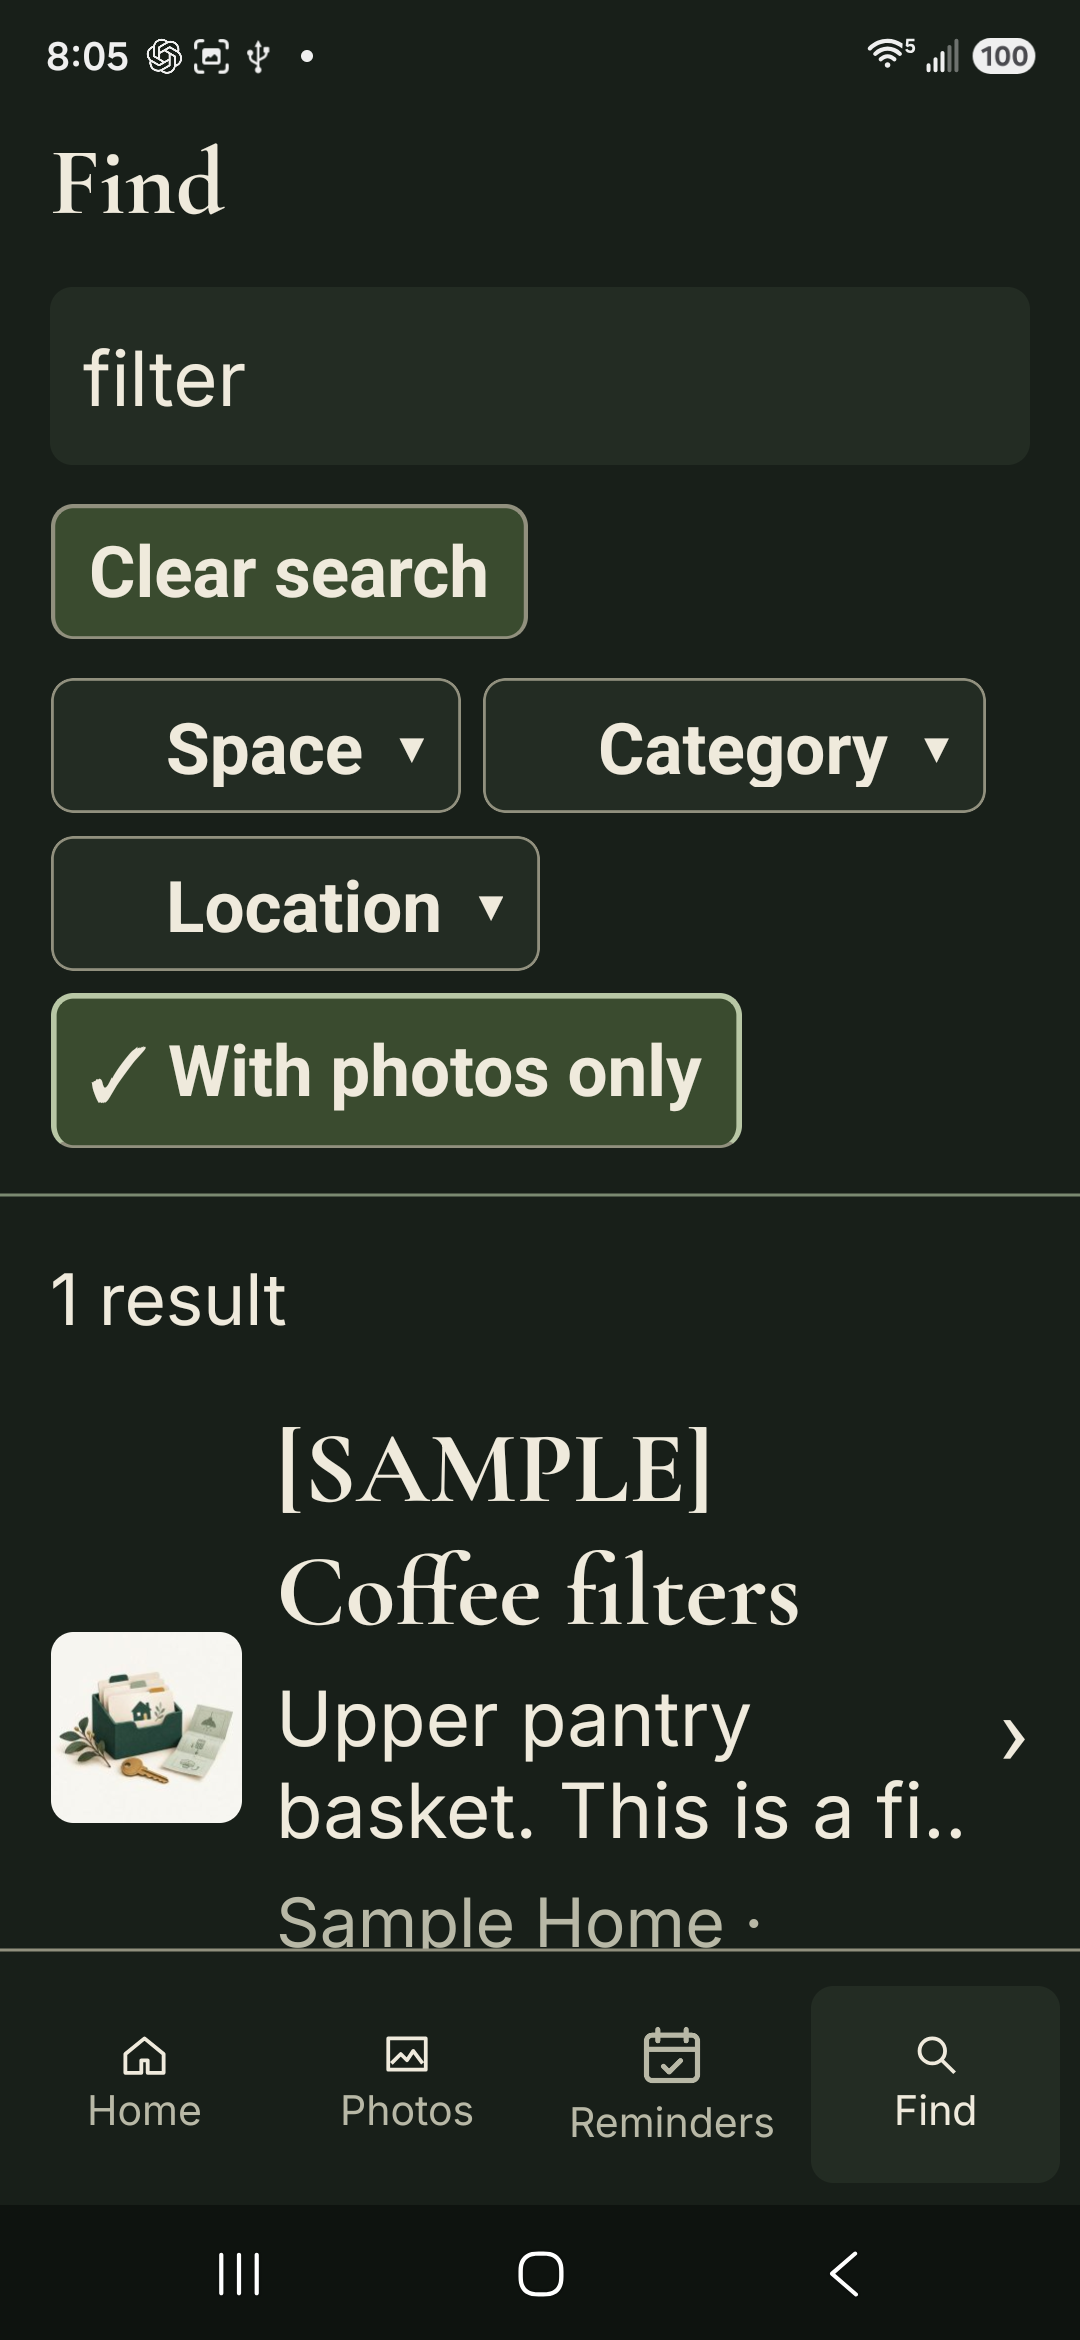 8:05
5
100
Find
filter
Clear search
Space ▼
Category ▼
Location ▼
✓ With photos only
1 result
[SAMPLE]
Coffee filters
Upper pantry
basket. This is a fi..
Sample Home ·
Home
Photos
Reminders
Find